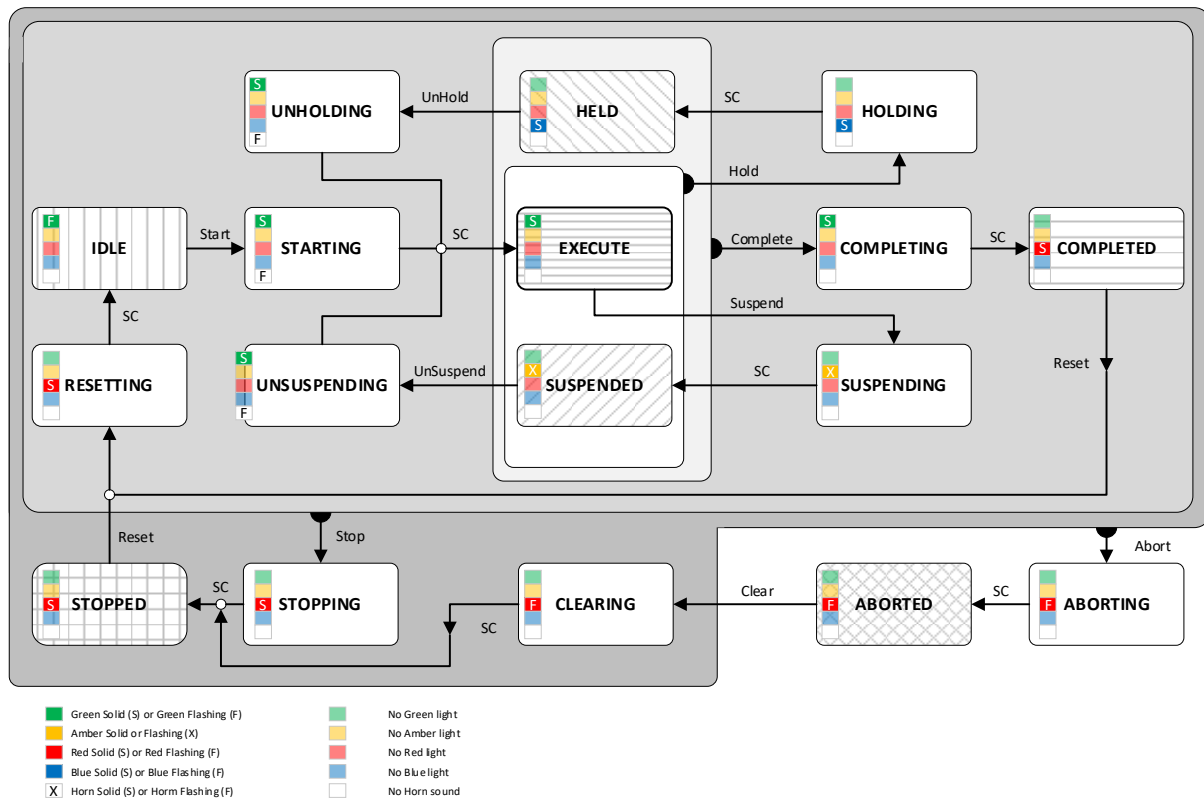 S
UNHOLDING
F
UnHold
HELD
S
SC
HOLDING
S
Hold
F
IDLE
Start
S
STARTING
F
SC
S
EXECUTE
Complete
S
COMPLETING
SC
COMPLETED
S
Suspend
SC
RESETTING
S
S
UNSUSPENDING
F
UnSuspend
X
SUSPENDED
SC
X
SUSPENDING
Reset
Reset
Stop
Abort
STOPPED
S
SC
STOPPING
S
CLEARING
F
SC
Clear
ABORTED
F
SC
ABORTING
F
Green Solid (S) or Green Flashing (F)
No Green light
Amber Solid or Flashing (X)
No Amber light
Red Solid (S) or Red Flashing (F)
No Red light
Blue Solid (S) or Blue Flashing (F)
No Blue light
X
Horn Solid (S) or Horm Flashing (F)
No Horn sound